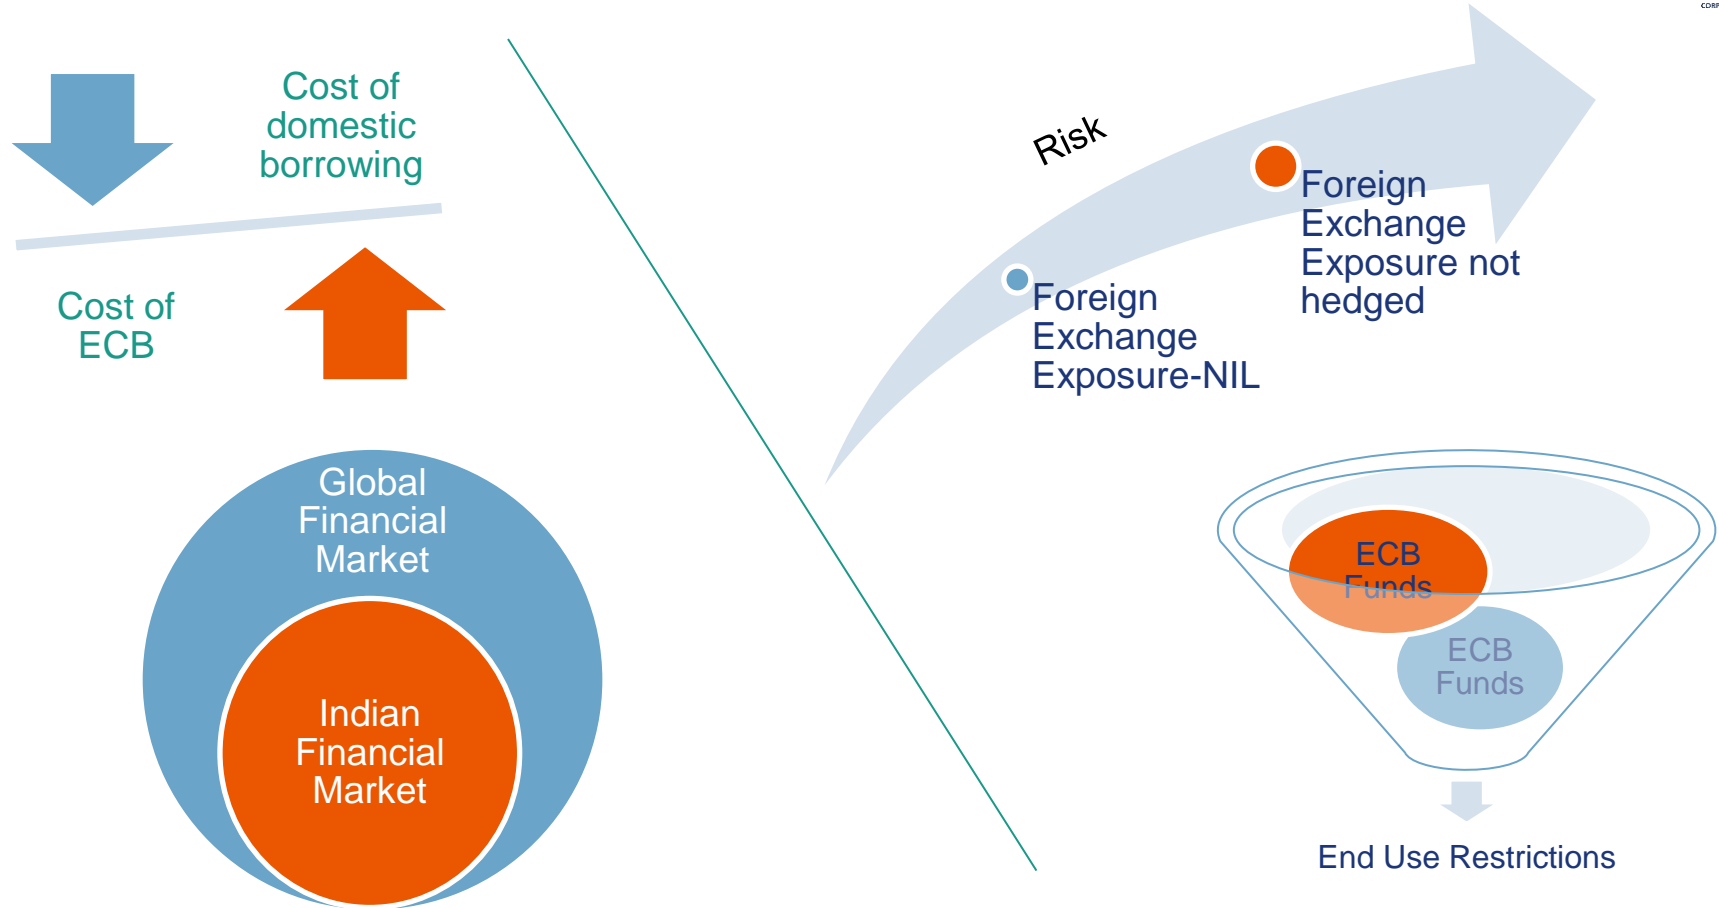 CORP
Cost of
domestic
borrowing
Cost of
ECB
Global
Financial
Market
Indian
Financial
Market
Risk
Foreign
Exchange
Exposure not
hedged
Foreign
Exchange
Exposure-NIL
ECB
Funds
ECB
Funds
End Use Restrictions